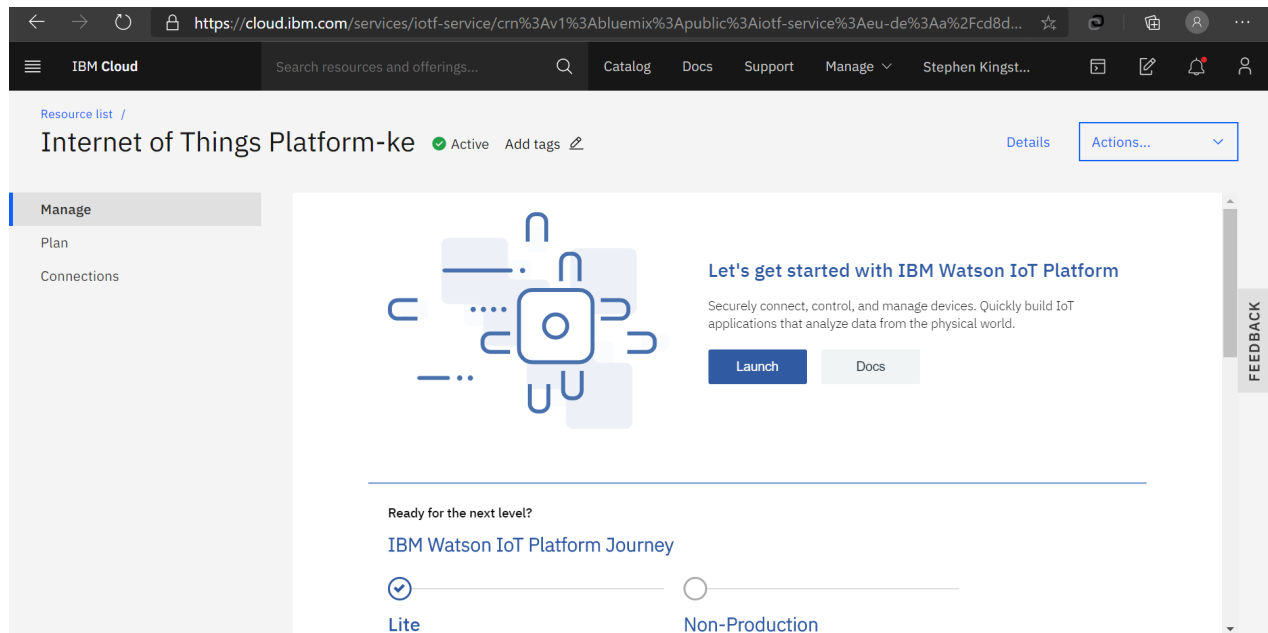 https://cloud.ibm.com/services/iotf-service/crn%3Av1%3Abluemix%3Apublic%3Aiotf-service%3Aeu-de%3Aa%2Fcd8d...
IBM Cloud
Search resources and offerings...
Catalog
Docs
Support
Manage
Stephen Kingst...
Resource list /
Internet of Things Platform-ke
Active
Add tags
Details
Actions...
Manage
Plan
Connections
Let's get started with IBM Watson IoT Platform
Securely connect, control, and manage devices. Quickly build IoT
applications that analyze data from the physical world.
Launch
Docs
FEEDBACK
Ready for the next level?
IBM Watson IoT Platform Journey
Lite
Non-Production